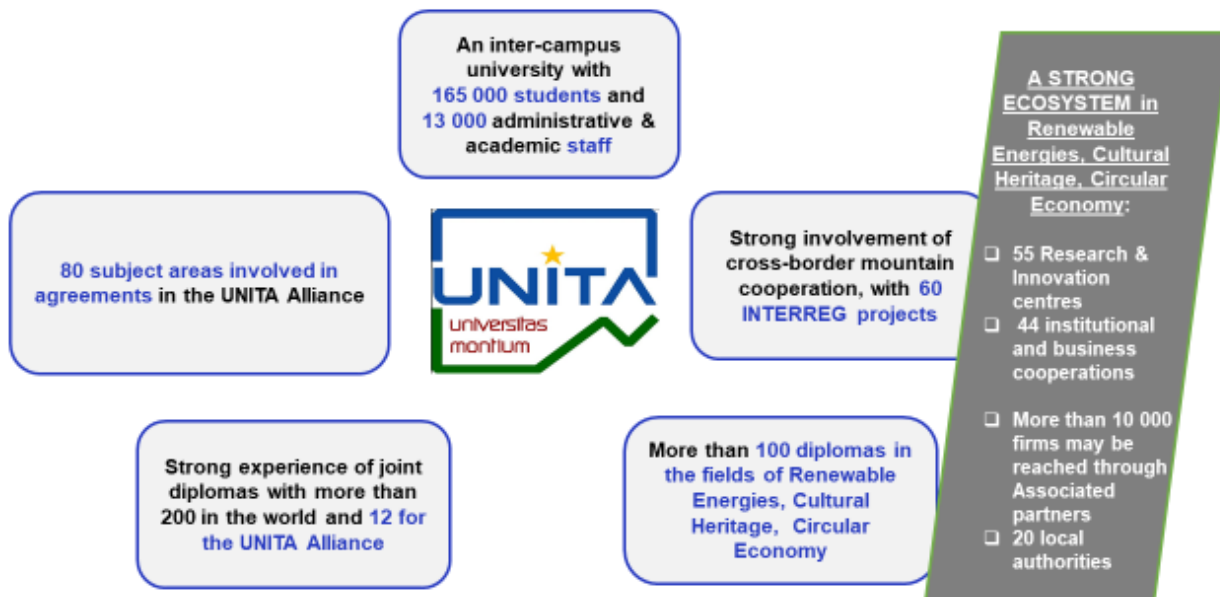 An inter-campus
university with
165 000 students and
13 000 administrative &
academic staff
80 subject areas involved in
agreements in the UNITA Alliance
UNITA
universitas
montium
Strong involvement of
cross-border mountain
cooperation, with 60
INTERREG projects
Strong experience of joint
diplomas with more than
200 in the world and 12 for
the UNITA Alliance
More than 100 diplomas in
the fields of Renewable
Energies, Cultural
Heritage, Circular
Economy
A STRONG
ECOSYSTEM in
Renewable
Energies, Cultural
Heritage, Circular
Economy:
55 Research &
Innovation
centres
44 institutional
and business
cooperations
More than 10 000
firms may be
reached through
Associated
partners
20 local
authorities